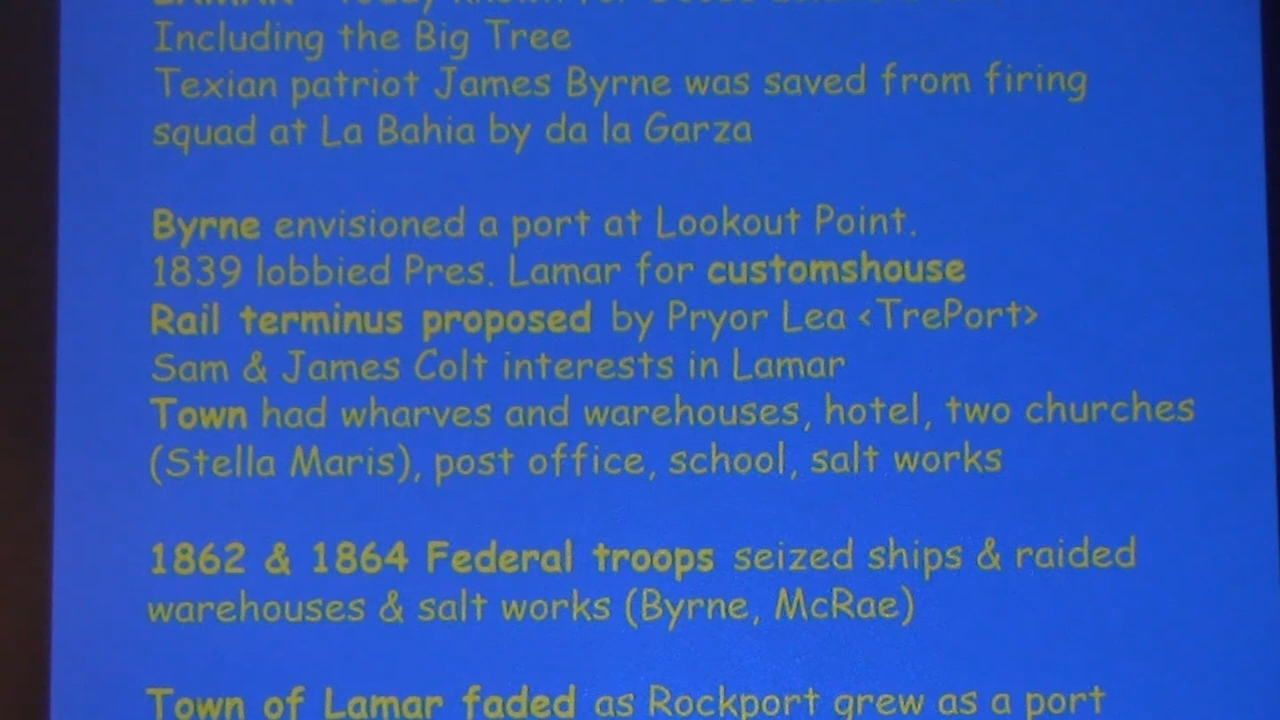 Including the Big Tree
Texian patriot James Byrne was saved from firing
squad at La Bahia by da la Garza
Byrne envisioned a port at Lookout Point.
1839 lobbied Pres. Lamar for customshouse
Rail terminus proposed by Pryor Lea <TrePort>
Sam & James Colt interests in Lamar
Town had wharves and warehouses, hotel, two churches
(Stella Maris), post office, school, salt works
1862 & 1864 Federal troops seized ships & raided
warehouses & salt works (Byrne, McRae)
Town of Lamar faded as Rockport grew as a port